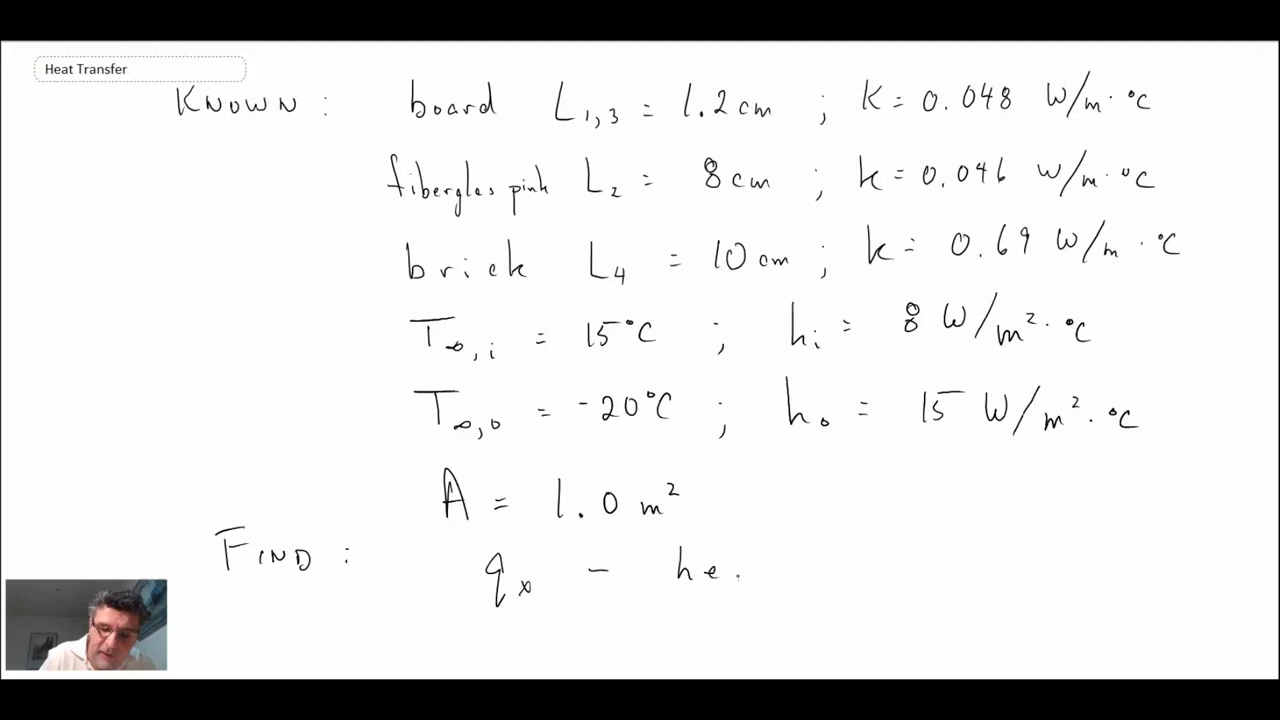 Heat Transfer
KNOWN : board L1,3 = 1.2 cm ; K = 0.048 W/m·°C
fiberglas pink L2 = 8 cm ; k = 0.046 W/m·°C
brick L4 = 10 cm ; k = 0.69 W/m·°C
T∞,i = 15°C ; hi = 8 W/m²·°C
T∞,o = -20°C ; ho = 15 W/m²·°C
A = 1.0 m²
FIND : qx - he